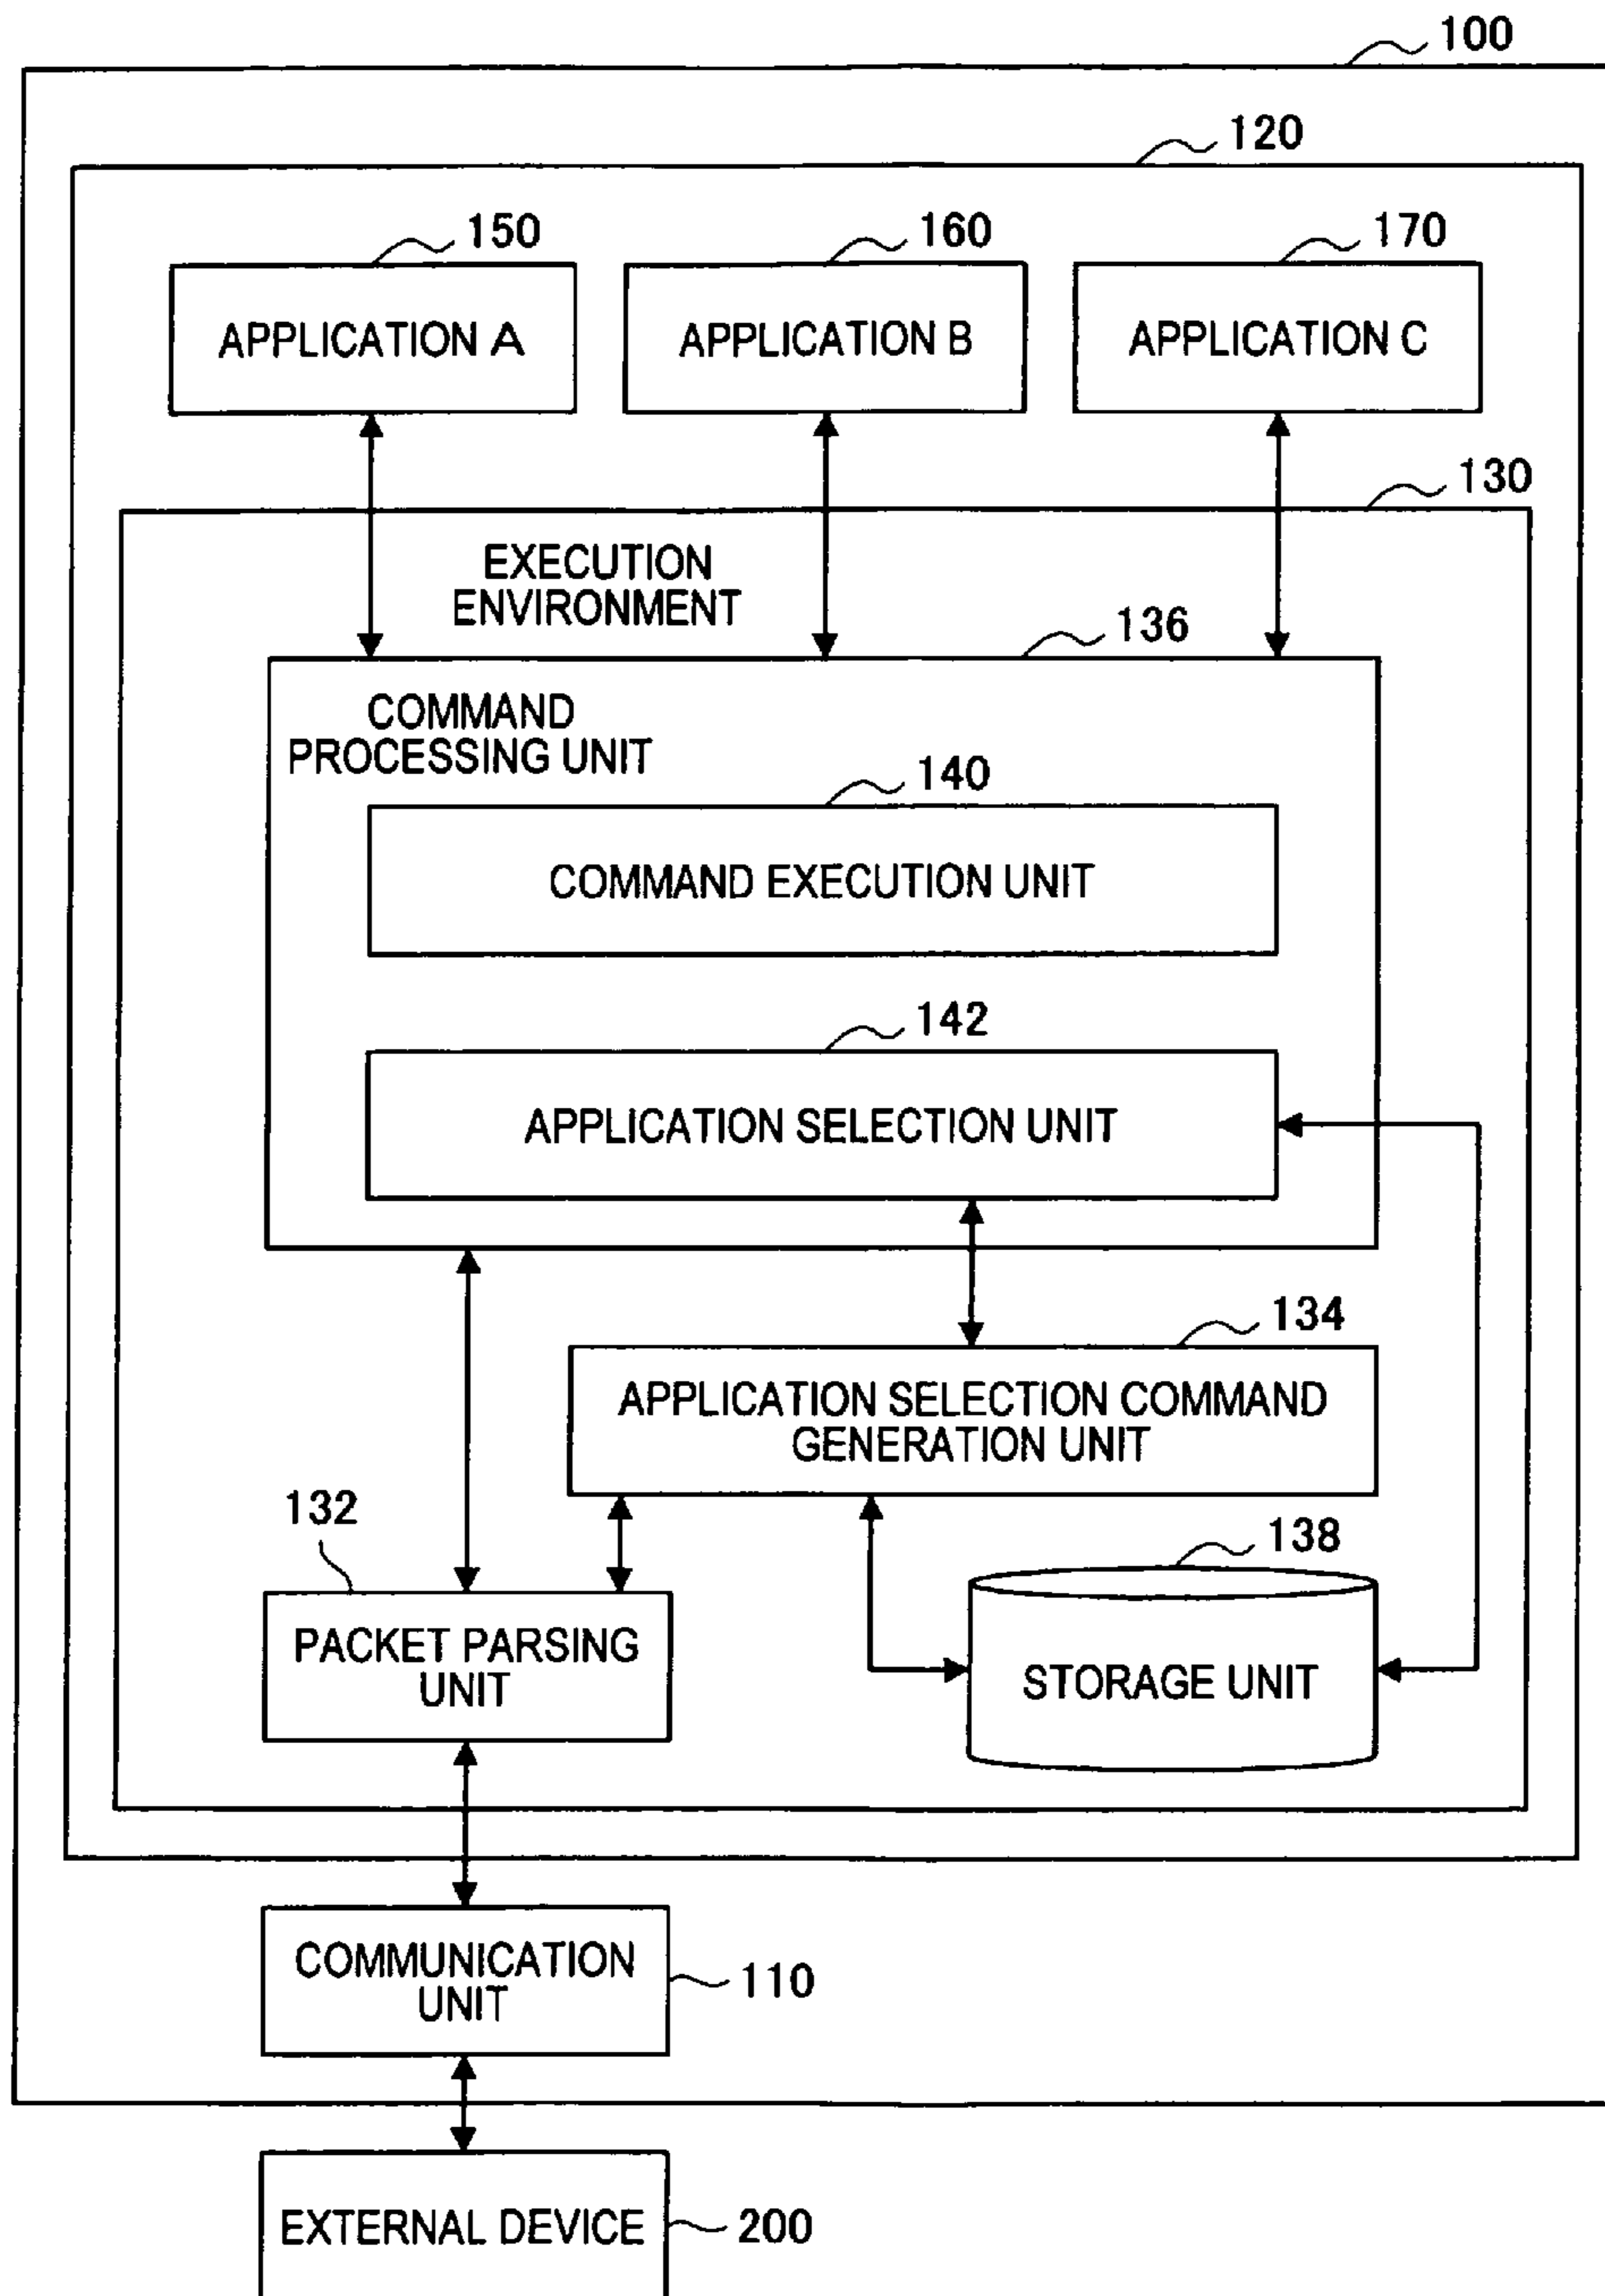 100
120
150
160
170
APPLICATION A
APPLICATION B
APPLICATION C
130
EXECUTION
ENVIRONMENT
136
COMMAND
PROCESSING UNIT
140
COMMAND EXECUTION UNIT
142
APPLICATION SELECTION UNIT
134
APPLICATION SELECTION COMMAND
GENERATION UNIT
132
138
PACKET PARSING
UNIT
STORAGE UNIT
COMMUNICATION
UNIT
110
EXTERNAL DEVICE
200